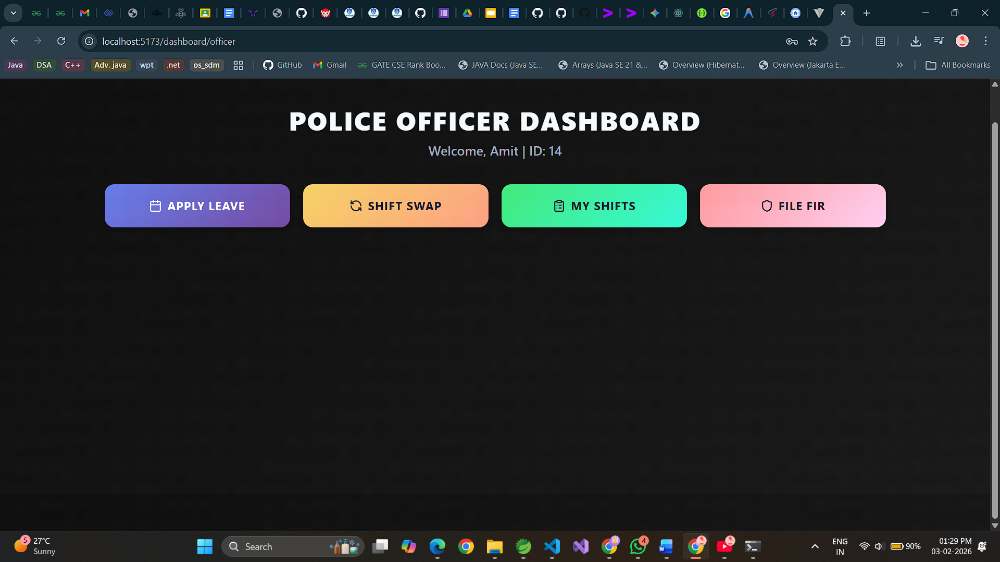 localhost:5173/dashboard/officer
Java DSA C++ Adv. java wpt .net os_sdm GitHub Gmail GATE CSE Rank Boo... JAVA Docs (Java SE... Arrays (Java SE 21 &... Overview (Hibernat... Overview (Jakarta E... » All Bookmarks
POLICE OFFICER DASHBOARD
Welcome, Amit | ID: 14
APPLY LEAVE SHIFT SWAP MY SHIFTS FILE FIR
5 27°C
Sunny
Search
4
ENG
IN
90%
01:29 PM
03-02-2026